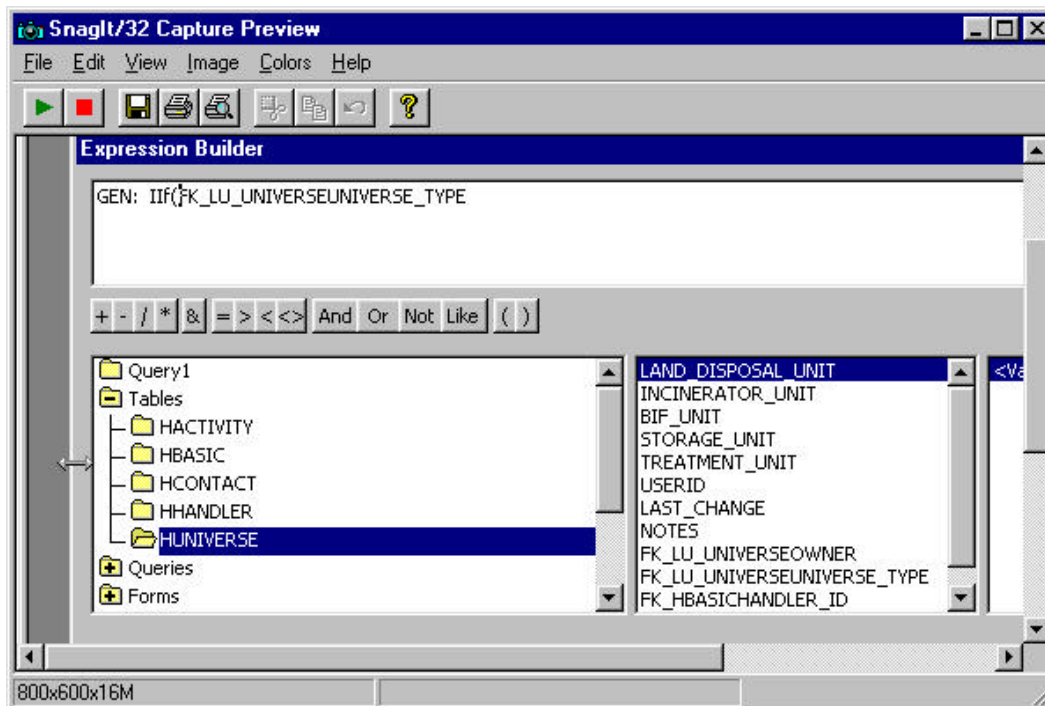 SnagIt/32 Capture Preview
File Edit View Image Colors Help
Expression Builder
GEN: IIf(FK_LU_UNIVERSEUNIVERSE_TYPE
+ - / * & = > < <> And Or Not Like ( )
Query1
Tables
HACTIVITY
HBASIC
HCONTACT
HHANDLER
HUNIVERSE
Queries
Forms
LAND_DISPOSAL_UNIT
INCINERATOR_UNIT
BIF_UNIT
STORAGE_UNIT
TREATMENT_UNIT
USERID
LAST_CHANGE
NOTES
FK_LU_UNIVERSEOWNER
FK_LU_UNIVERSEUNIVERSE_TYPE
FK_HBASICHANDLER_ID
<Va
800x600x16M